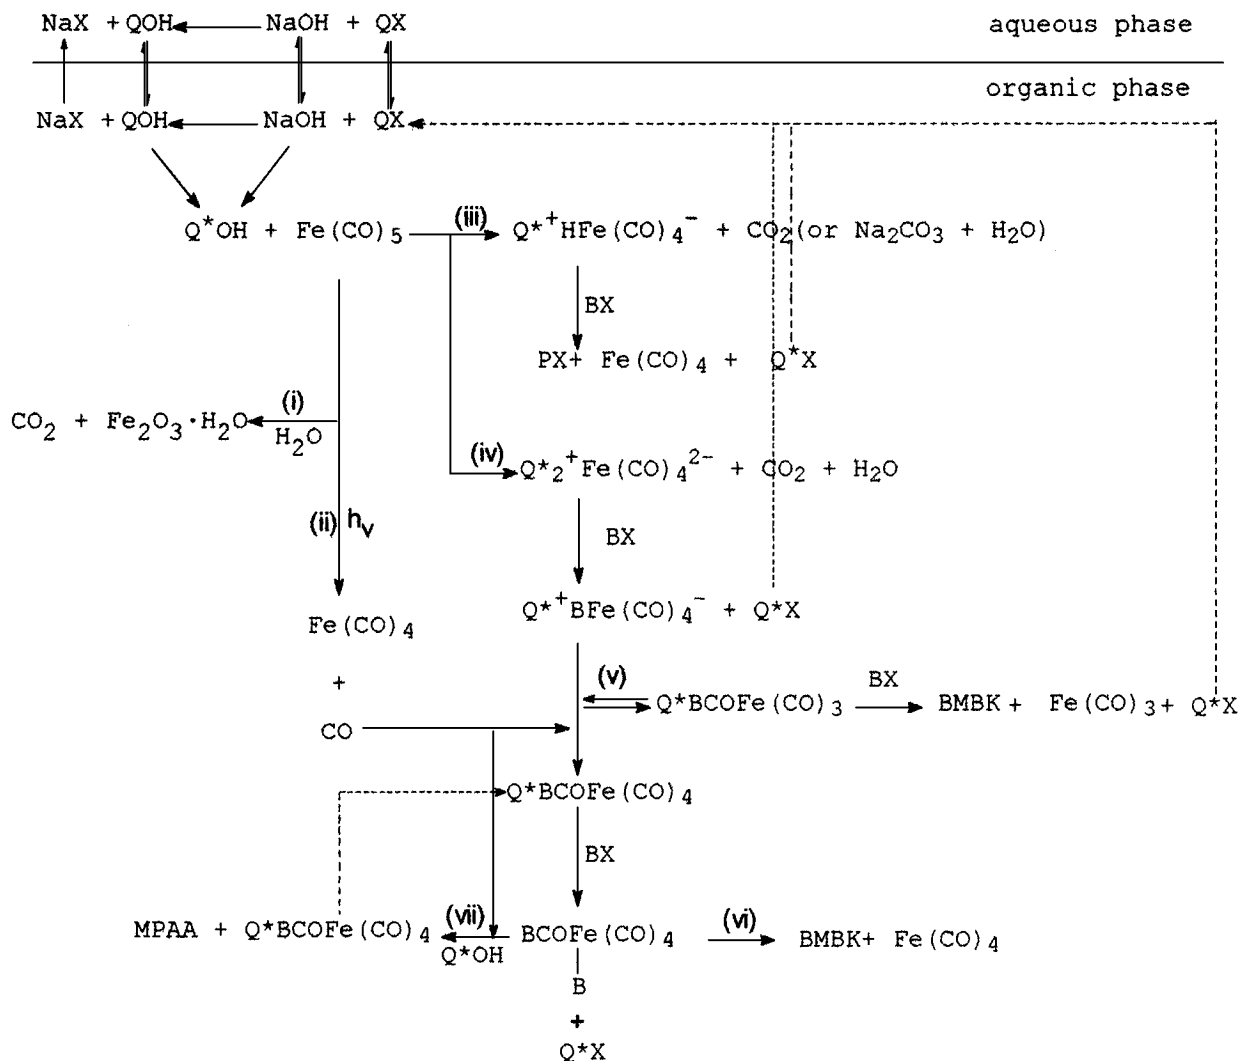 NaX + QOH NaOH + QX aqueous phase
organic phase
NaX + QOH NaOH + QX
Q*OH + Fe(CO)5 (iii) Q*+HFe(CO)4− + CO2(or Na2CO3 + H2O)
BX
PX+ Fe(CO)4 + Q*X
CO2 + Fe2O3·H2O (i)
H2O
(iv) Q*2+Fe(CO)42− + CO2 + H2O
(ii) hv
BX
Fe(CO)4 Q*+BFe(CO)4− + Q*X
+
(v) Q*BCOFe(CO)3 BX BMBK + Fe(CO)3 + Q*X
CO
Q*BCOFe(CO)4
BX
MPAA + Q*BCOFe(CO)4 (vii) BCOFe(CO)4 (vi) BMBK+ Fe(CO)4
Q*OH
B
+
Q*X